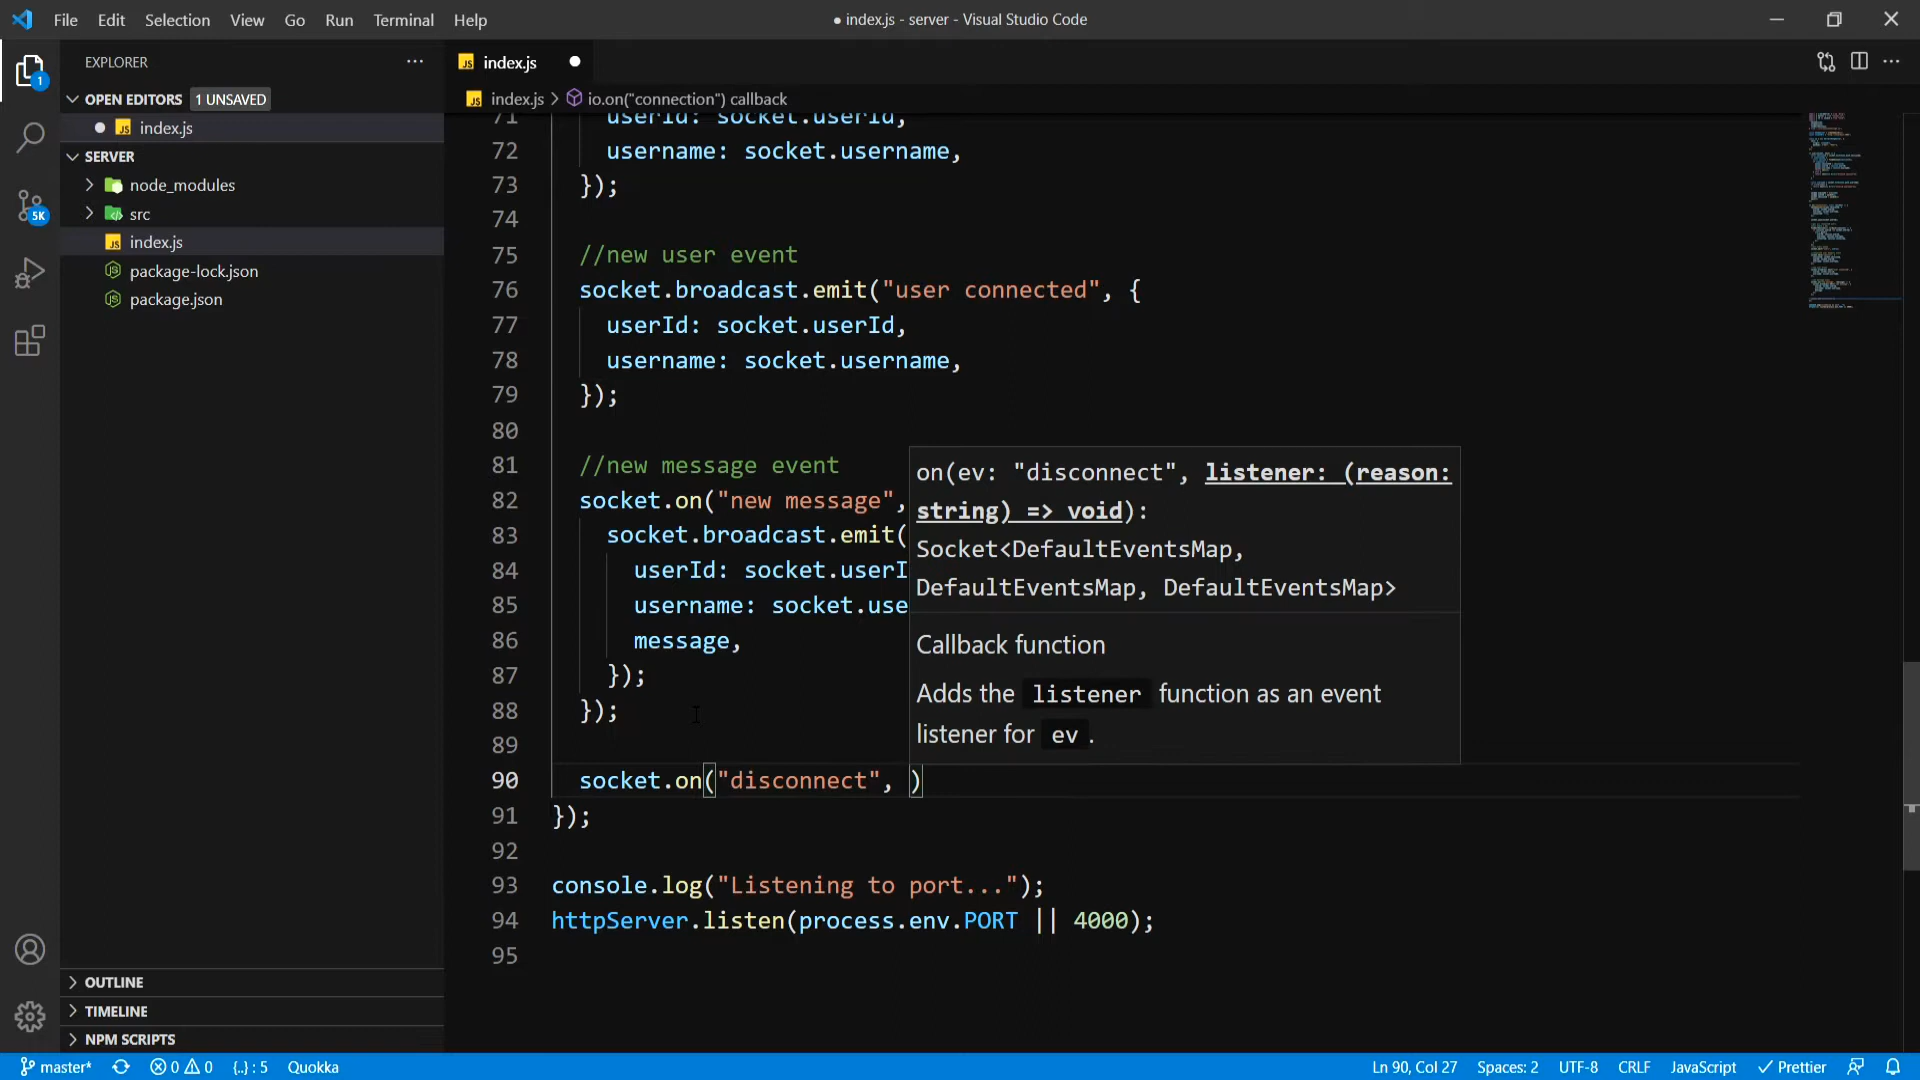 File Edit Selection View Go Run Terminal Help
● index.js - server - Visual Studio Code
EXPLORER
OPEN EDITORS 1 UNSAVED
index.js
SERVER
node_modules
src
index.js
package-lock.json
package.json
OUTLINE
TIMELINE
NPM SCRIPTS
1
5K
index.js
index.js > io.on("connection") callback
71 userId: socket.userId,
72 username: socket.username,
73 });
74
75 //new user event
76 socket.broadcast.emit("user connected", {
77 userId: socket.userId,
78 username: socket.username,
79 });
80
81 //new message event
82 socket.on("new message",
83 socket.broadcast.emit(
84 userId: socket.userI
85 username: socket.use
86 message,
87 });
88 });
89
90 socket.on("disconnect", )
91 });
92
93 console.log("Listening to port...");
94 httpServer.listen(process.env.PORT || 4000);
95
on(ev: "disconnect", listener: (reason:
string) => void):
Socket<DefaultEventsMap,
DefaultEventsMap, DefaultEventsMap>
Callback function
Adds the listener function as an event
listener for ev.
master* 0 0 {..} : 5 Quokka Ln 90, Col 27 Spaces: 2 UTF-8 CRLF JavaScript Prettier